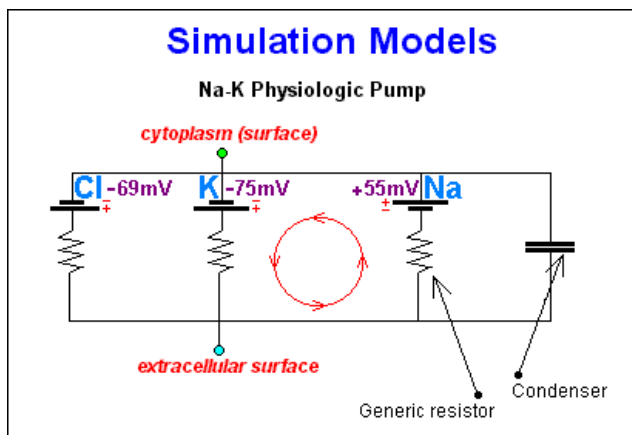 Simulation Models
Na-K Physiologic Pump
cytoplasm (surface)
Cl -69mV K -75mV +55mV Na
- + - + + -
extracellular surface
Generic resistor
Condenser